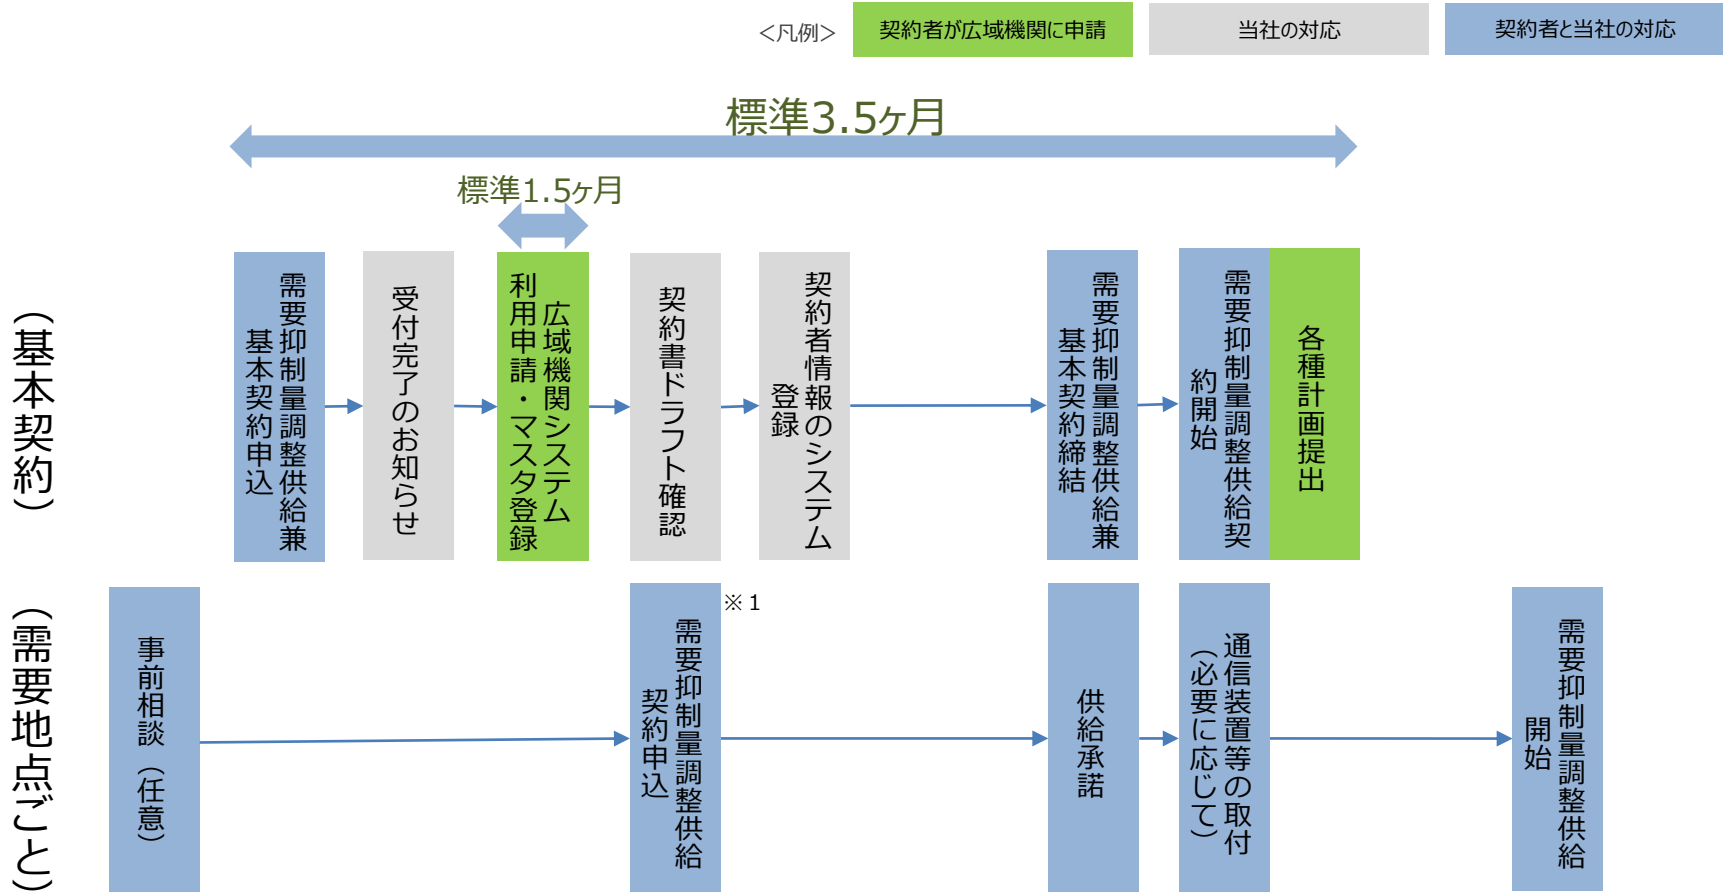 ＜凡例＞
契約者が広域機関に申請
当社の対応
契約者と当社の対応
標準3.5ヶ月
標準1.5ヶ月
（基本契約）
需要抑制量調整供給兼
基本契約申込
受付完了のお知らせ
広域機関システム
利用申請・マスタ登録
契約書ドラフト確認
契約者情報のシステム
登録
需要抑制量調整供給兼
基本契約締結
需要抑制量調整供給契
約開始
各種計画提出
（需要地点ごと）
事前相談（任意）
需要抑制量調整供給
契約申込
※１
供給承諾
通信装置等の取付
（必要に応じて）
需要抑制量調整供給
開始